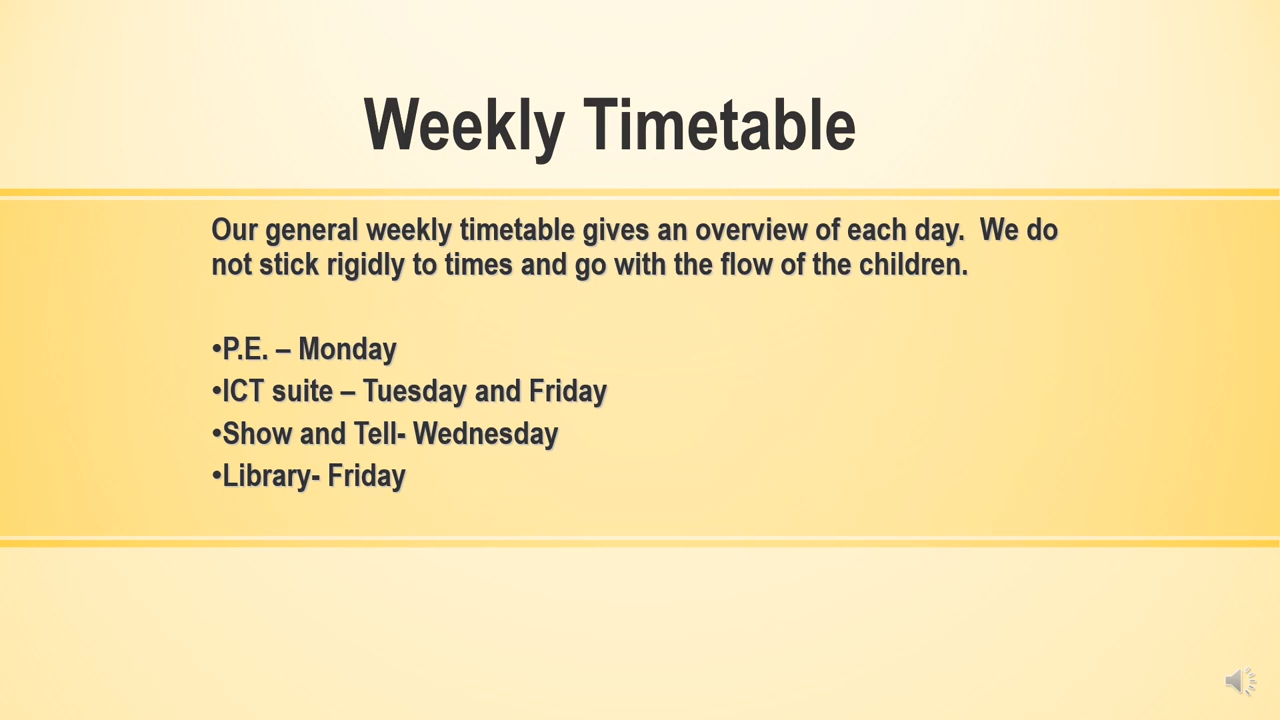 Weekly Timetable
Our general weekly timetable gives an overview of each day.  We do
not stick rigidly to times and go with the flow of the children.
•P.E. – Monday
•ICT suite – Tuesday and Friday
•Show and Tell- Wednesday
•Library- Friday